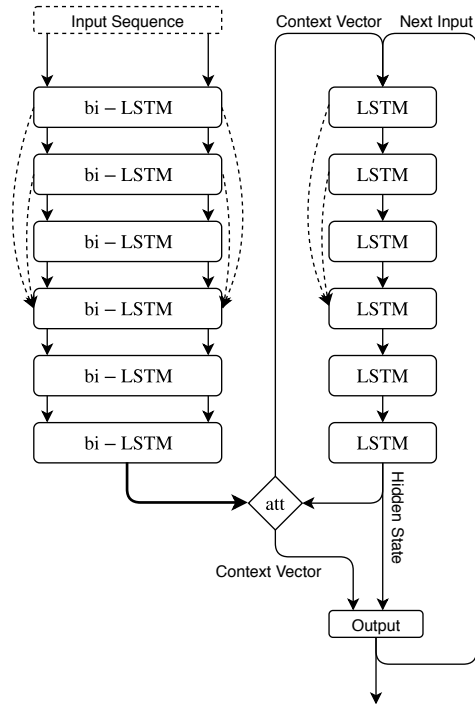 Input Sequence
Context Vector
Next Input
bi – LSTM
bi – LSTM
bi – LSTM
bi – LSTM
bi – LSTM
bi – LSTM
LSTM
LSTM
LSTM
LSTM
LSTM
LSTM
att
Hidden State
Context Vector
Output